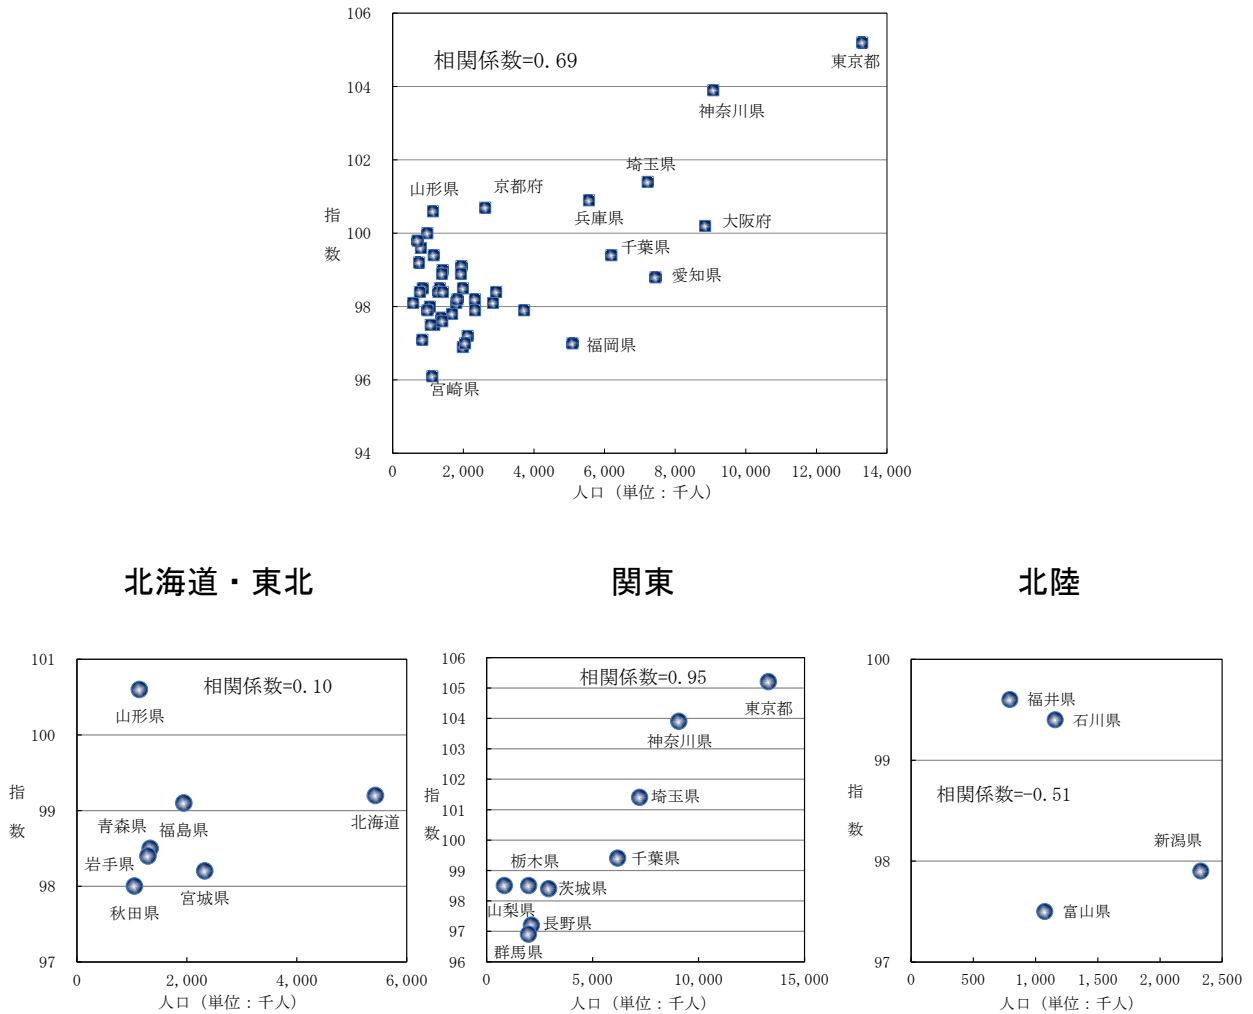 106
104
102
100
98
96
94
指
数
相関係数=0.69
東京都
神奈川県
埼玉県
山形県
京都府
兵庫県
大阪府
千葉県
愛知県
福岡県
宮崎県
0 2,000 4,000 6,000 8,000 10,000 12,000 14,000
人口（単位：千人）
北海道・東北
101
100
99
98
97
指
数
相関係数=0.10
山形県
青森県
福島県
北海道
岩手県
宮城県
秋田県
0 2,000 4,000 6,000
人口（単位：千人）
関東
106
105
104
103
102
101
100
99
98
97
96
指
数
相関係数=0.95
東京都
神奈川県
埼玉県
千葉県
栃木県
茨城県
山梨県
長野県
群馬県
0 5,000 10,000 15,000
人口（単位：千人）
北陸
100
99
98
97
指
数
福井県
石川県
相関係数=-0.51
新潟県
富山県
0 500 1,000 1,500 2,000 2,500
人口（単位：千人）